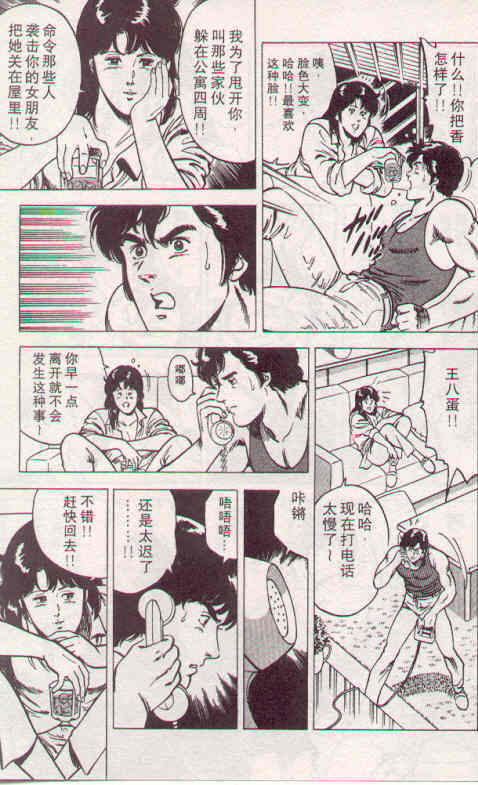 什么!!你把香
怎样了!!
咦，
脸色大变，
哈哈!!最喜欢
这种脸!!
我为了甩开你，
叫那些家伙
躲在公寓四周!!
命令那些人
袭击你的女朋友，
把她关在屋里!!
王八蛋!!
哈哈，
现在打电话
太慢了～
嘟嘟
你早一点
离开就不会
发生这种事～
咔锵
唔唔唔…
还是太迟了
………!!
不错!!
赶快回去!!